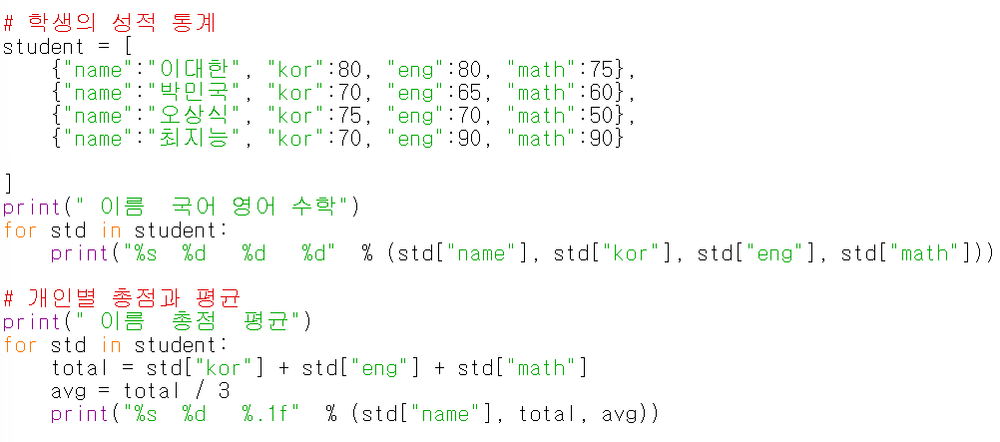 # 학생의 성적 통계
student = [
    {"name":"이대한", "kor":80, "eng":80, "math":75},
    {"name":"박민국", "kor":70, "eng":65, "math":60},
    {"name":"오상식", "kor":75, "eng":70, "math":50},
    {"name":"최지능", "kor":70, "eng":90, "math":90}
]
print(" 이름  국어 영어 수학")
for std in student:
    print("%s  %d   %d   %d"  % (std["name"], std["kor"], std["eng"], std["math"]))
# 개인별 총점과 평균
print(" 이름  총점  평균")
for std in student:
    total = std["kor"] + std["eng"] + std["math"]
    avg = total / 3
    print("%s  %d   %.1f"  % (std["name"], total, avg))